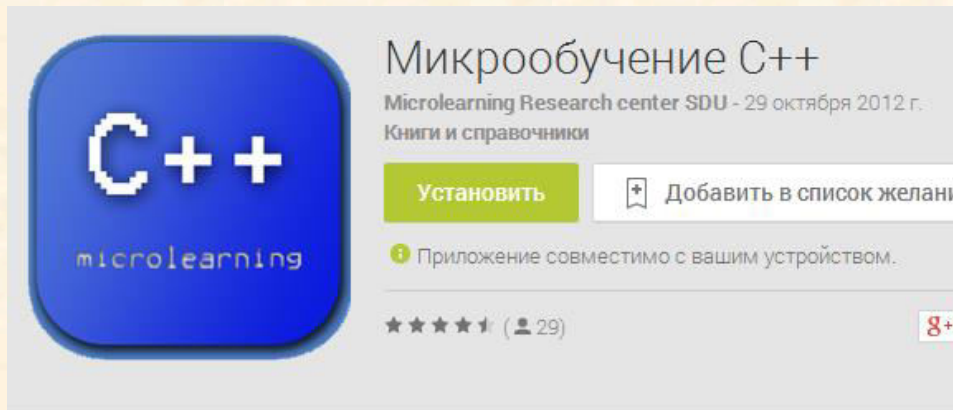 C++
microlearning
Микрообучение C++
Microlearning Research center SDU - 29 октября 2012 г.
Книги и справочники
Установить
Добавить в список желани
Приложение совместимо с вашим устройством.
(29)
g+